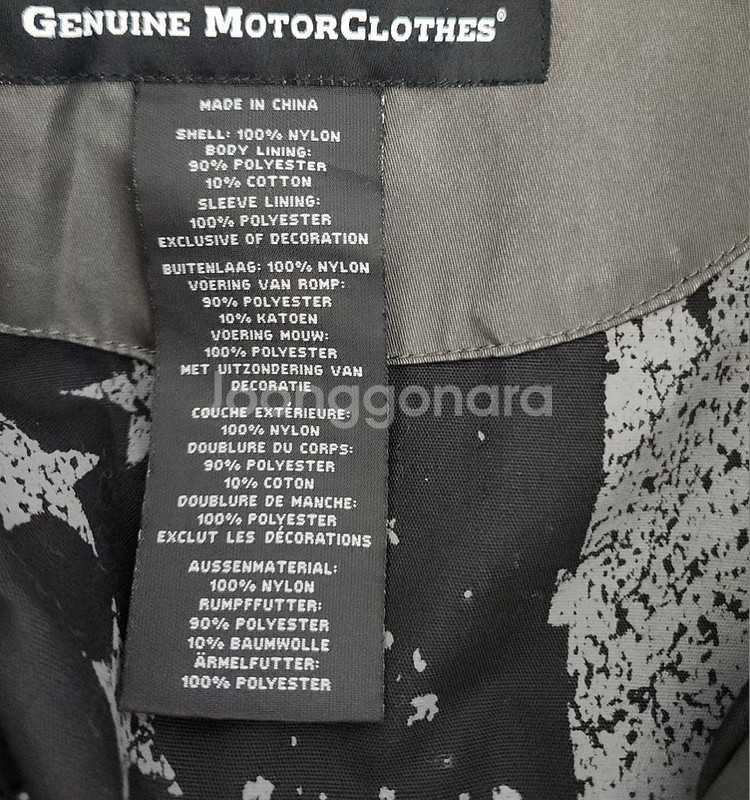 GENUINE MOTORCLOTHES®
MADE IN CHINA
SHELL: 100% NYLON
BODY LINING:
90% POLYESTER
10% COTTON
SLEEVE LINING:
100% POLYESTER
EXCLUSIVE OF DECORATION
BUITENLAAG: 100% NYLON
VOERING VAN ROMP:
90% POLYESTER
10% KATOEN
VOERING MOUW:
100% POLYESTER
MET UITZONDERING VAN
DECORATIE
Joonggonara
COUCHE EXTÉRIEURE:
100% NYLON
DOUBLURE DU CORPS:
90% POLYESTER
10% COTON
DOUBLURE DE MANCHE:
100% POLYESTER
EXCLUT LES DÉCORATIONS
AUSSENMATERIAL:
100% NYLON
RUMPFFUTTER:
90% POLYESTER
10% BAUMWOLLE
ÄRMELFUTTER:
100% POLYESTER